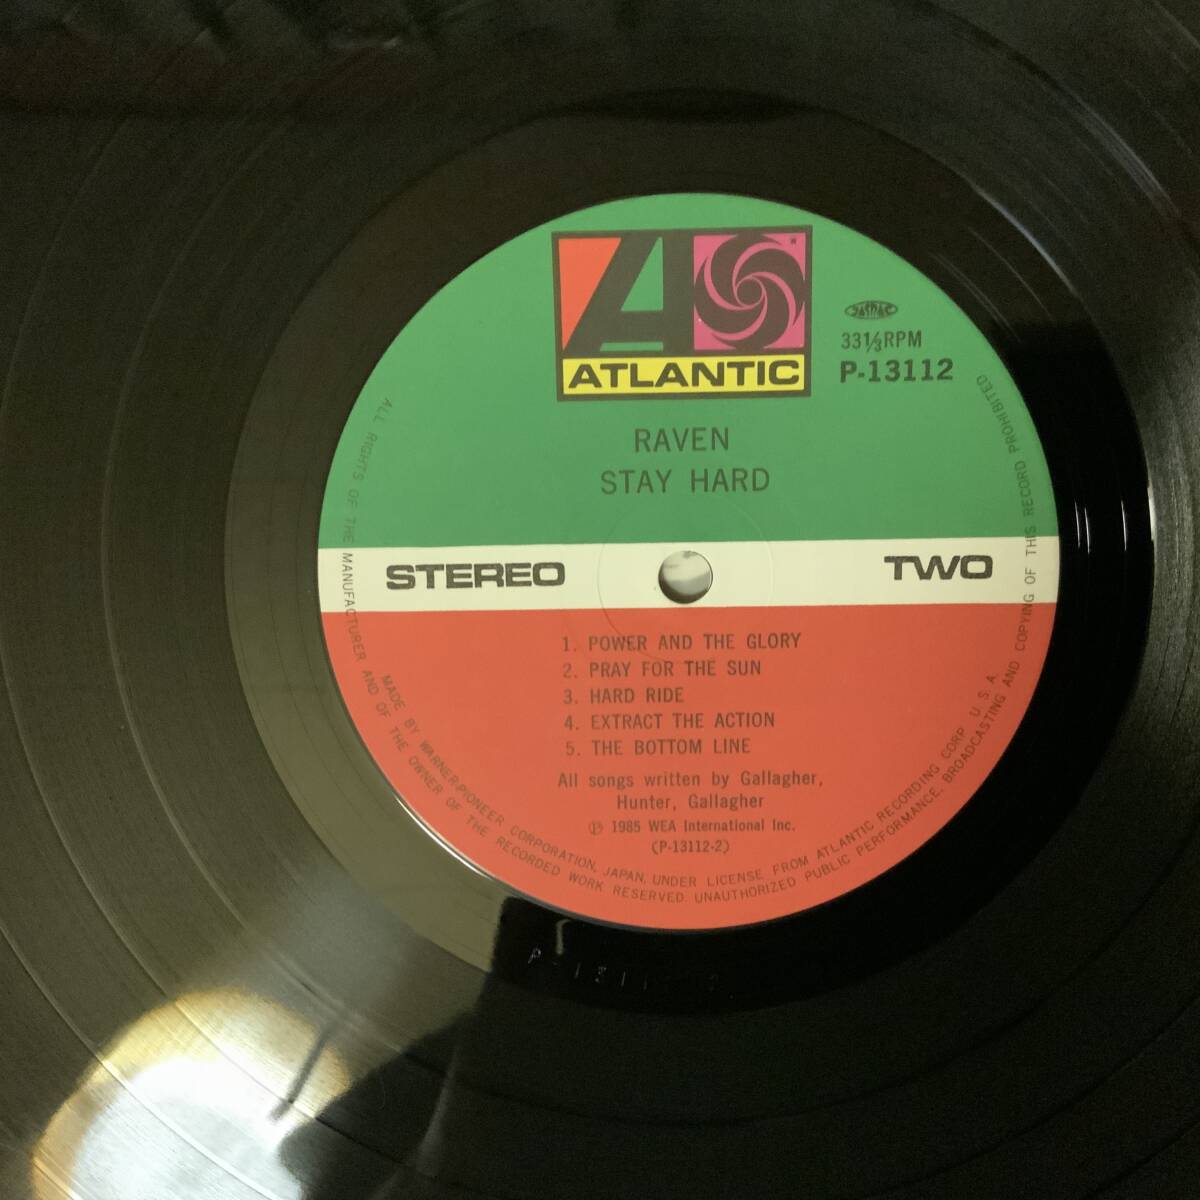 ATLANTIC
33⅓RPM
P-13112
RAVEN
STAY HARD
STEREO
TWO
1. POWER AND THE GLORY
2. PRAY FOR THE SUN
3. HARD RIDE
4. EXTRACT THE ACTION
5. THE BOTTOM LINE
All songs written by Gallagher,
Hunter, Gallagher
℗ 1985 WEA International Inc.
(P-13112-2)
MADE BY WARNER-PIONEER CORPORATION, JAPAN, UNDER LICENSE FROM ATLANTIC RECORDING CORP., U.S.A.
ALL RIGHTS OF THE MANUFACTURER AND OF THE OWNER OF THE RECORDED WORK RESERVED. UNAUTHORIZED PUBLIC PERFORMANCE, BROADCASTING AND COPYING OF THIS RECORD PROHIBITED